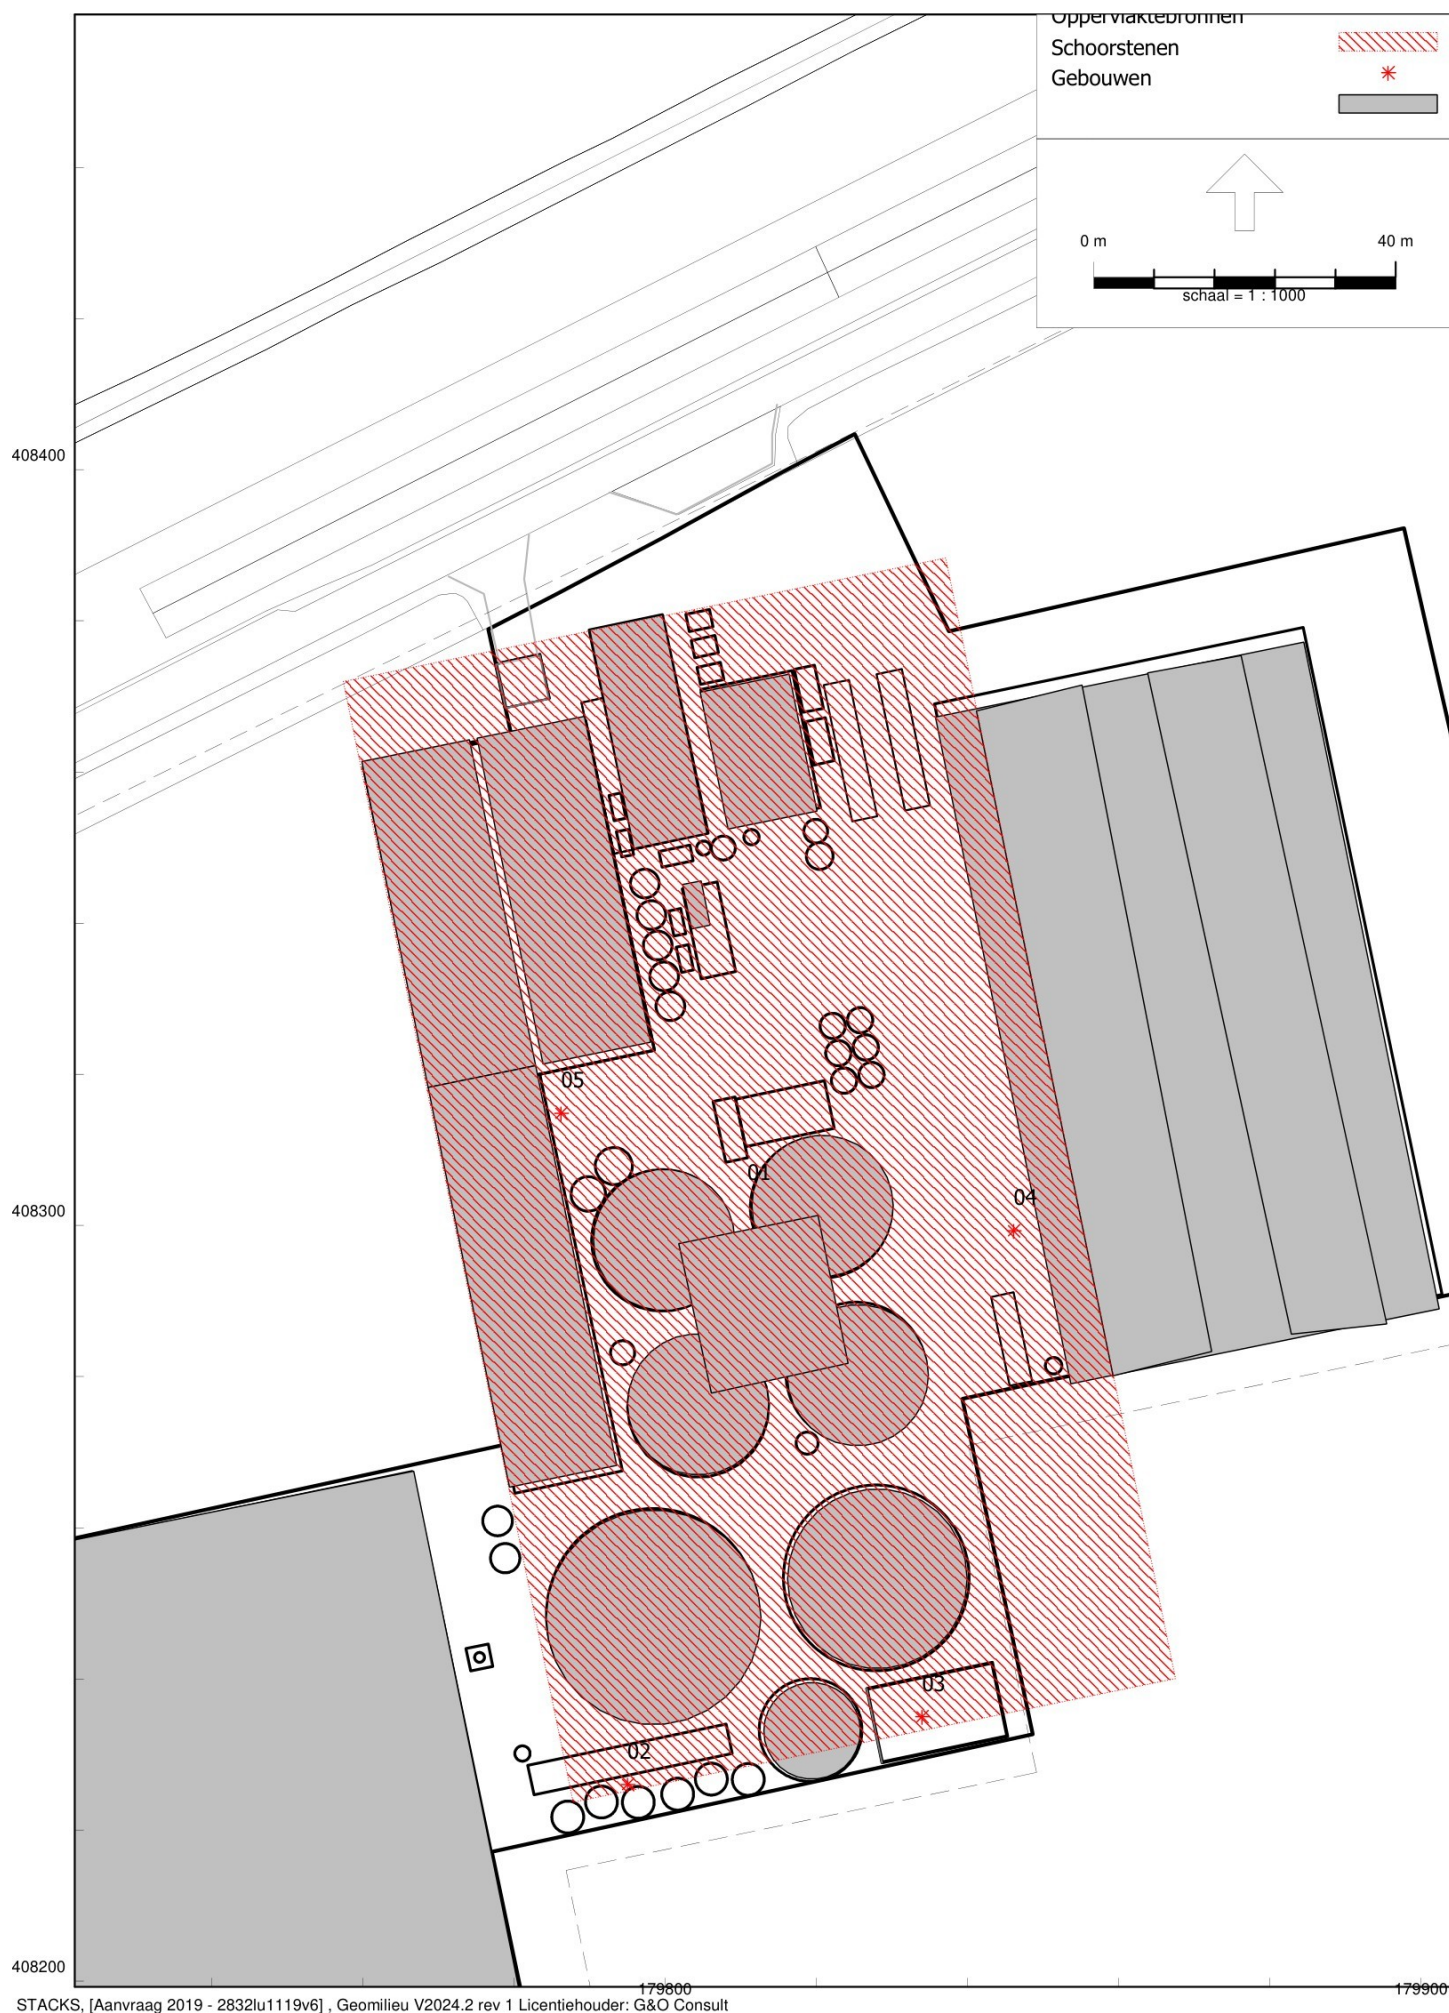 Oppervlaktebronnen
Schoorstenen
Gebouwen
0 m
40 m
schaal = 1 : 1000
408400
05
01
04
408300
03
02
408200
179800
179900
STACKS, [Aanvraag 2019 - 2832lu1119v6] , Geomilieu V2024.2 rev 1 Licentiehouder: G&O Consult